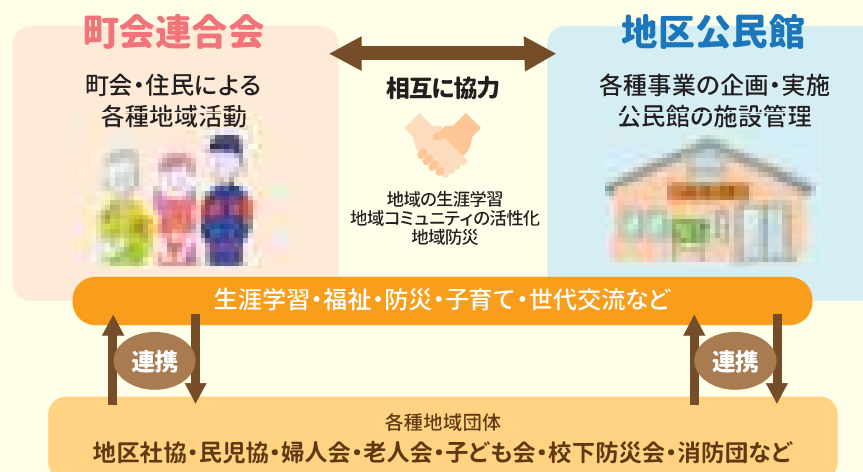 町会連合会
町会・住民による
各種地域活動
相互に協力
地域の生涯学習
地域コミュニティの活性化
地域防災
地区公民館
各種事業の企画・実施
公民館の施設管理
生涯学習・福祉・防災・子育て・世代交流など
連携
連携
各種地域団体
地区社協・民児協・婦人会・老人会・子ども会・校下防災会・消防団など